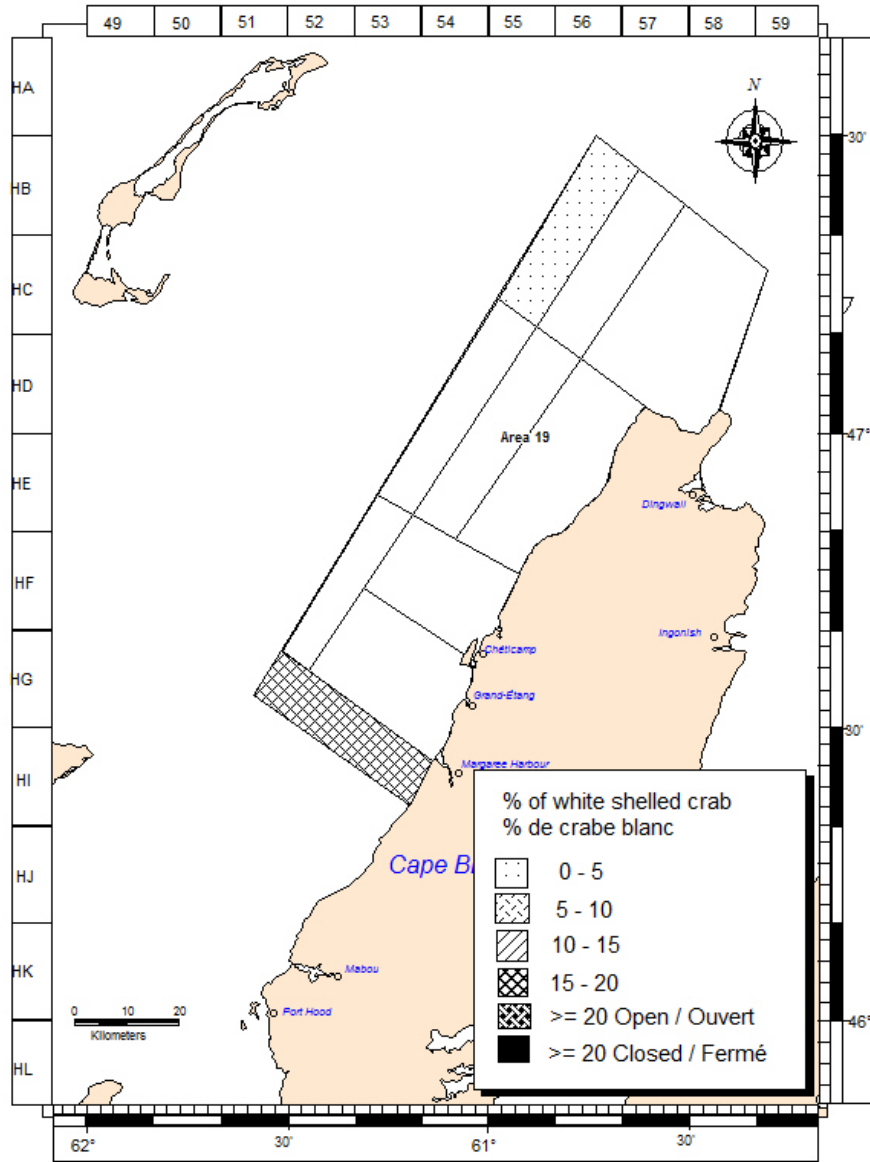 49 50 51 52 53 54 55 56 57 58 59
N
HA
30'
HB
HC
HD
47°
Area 19
HE
Dingwall
HF
Ingonish
Chéticamp
HG
Grand-Étang
30'
Margaree Harbour
HI
% of white shelled crab
% de crabe blanc
Cape B
HJ
0 - 5
5 - 10
10 - 15
HK
Mabou
15 - 20
0 10 20
Kilometers
Port Hood
>= 20 Open / Ouvert
46°
>= 20 Closed / Fermé
HL
62° 30' 61° 30'